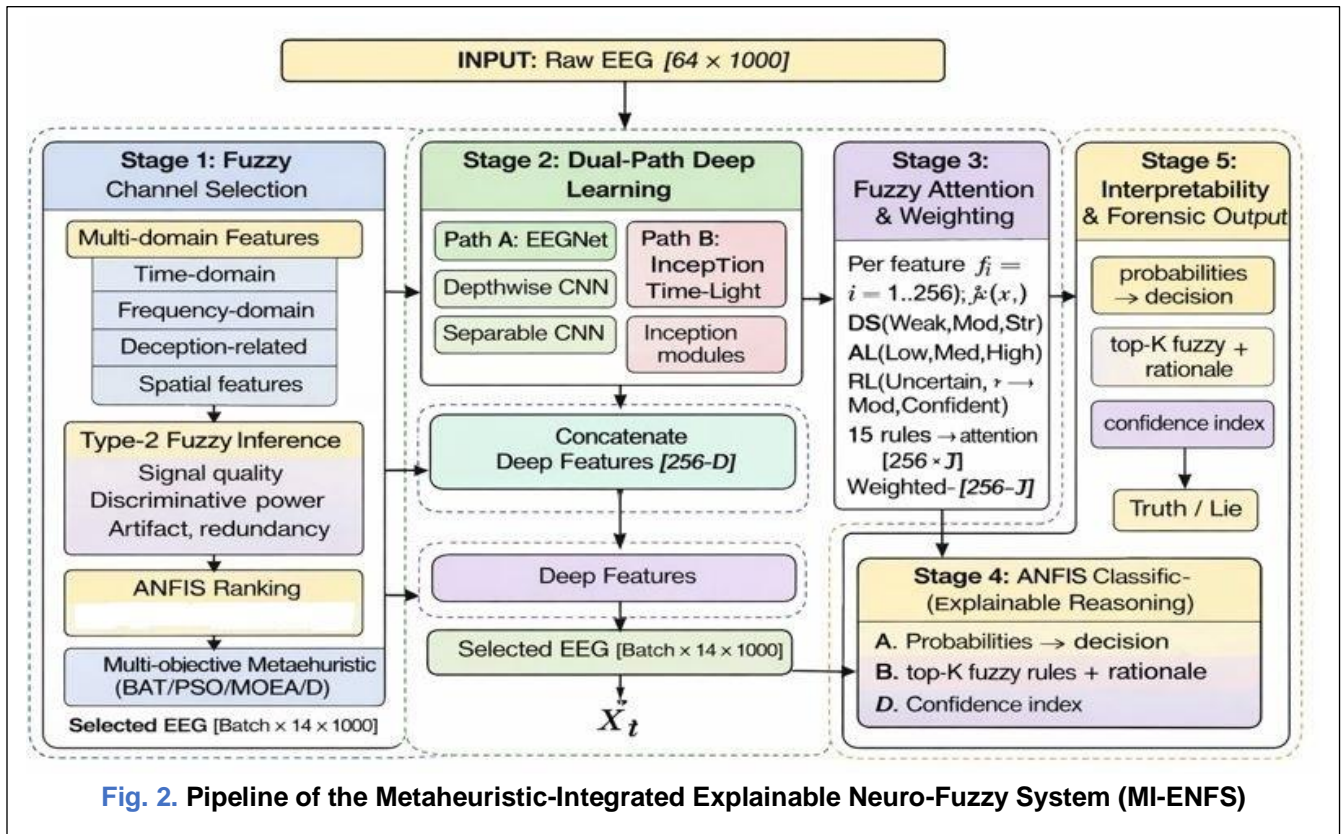 INPUT: Raw EEG [64 × 1000]
Stage 1: Fuzzy
Channel Selection
Multi-domain Features
Time-domain
Frequency-domain
Deception-related
Spatial features
Type-2 Fuzzy Inference
Signal quality
Discriminative power
Artifact, redundancy
ANFIS Ranking
Multi-objective Metaehuristic
(BAT/PSO/MOEA/D)
Selected EEG [Batch × 14 × 1000]
Stage 2: Dual-Path Deep
Learning
Path A: EEGNet
Depthwise CNN
Separable CNN
Path B:
IncepTion
Time-Light
Inception
modules
Concatenate
Deep Features [256-D]
Deep Features
Selected EEG [Batch × 14 × 1000]
X_t
Stage 3:
Fuzzy Attention
& Weighting
Per feature f_i =
i = 1..256);
DS(Weak,Mod,Str)
AL(Low,Med,High)
RL(Uncertain, →
Mod,Confident)
15 rules → attention
[256 × J]
Weighted- [256–J]
Stage 4: ANFIS Classific-
(Explainable Reasoning)
A. Probabilities → decision
B. top-K fuzzy rules + rationale
D. Confidence index
Stage 5:
Interpretability
& Forensic Output
probabilities
→ decision
top-K fuzzy +
rationale
confidence index
Truth / Lie
Fig. 2. Pipeline of the Metaheuristic-Integrated Explainable Neuro-Fuzzy System (MI-ENFS)